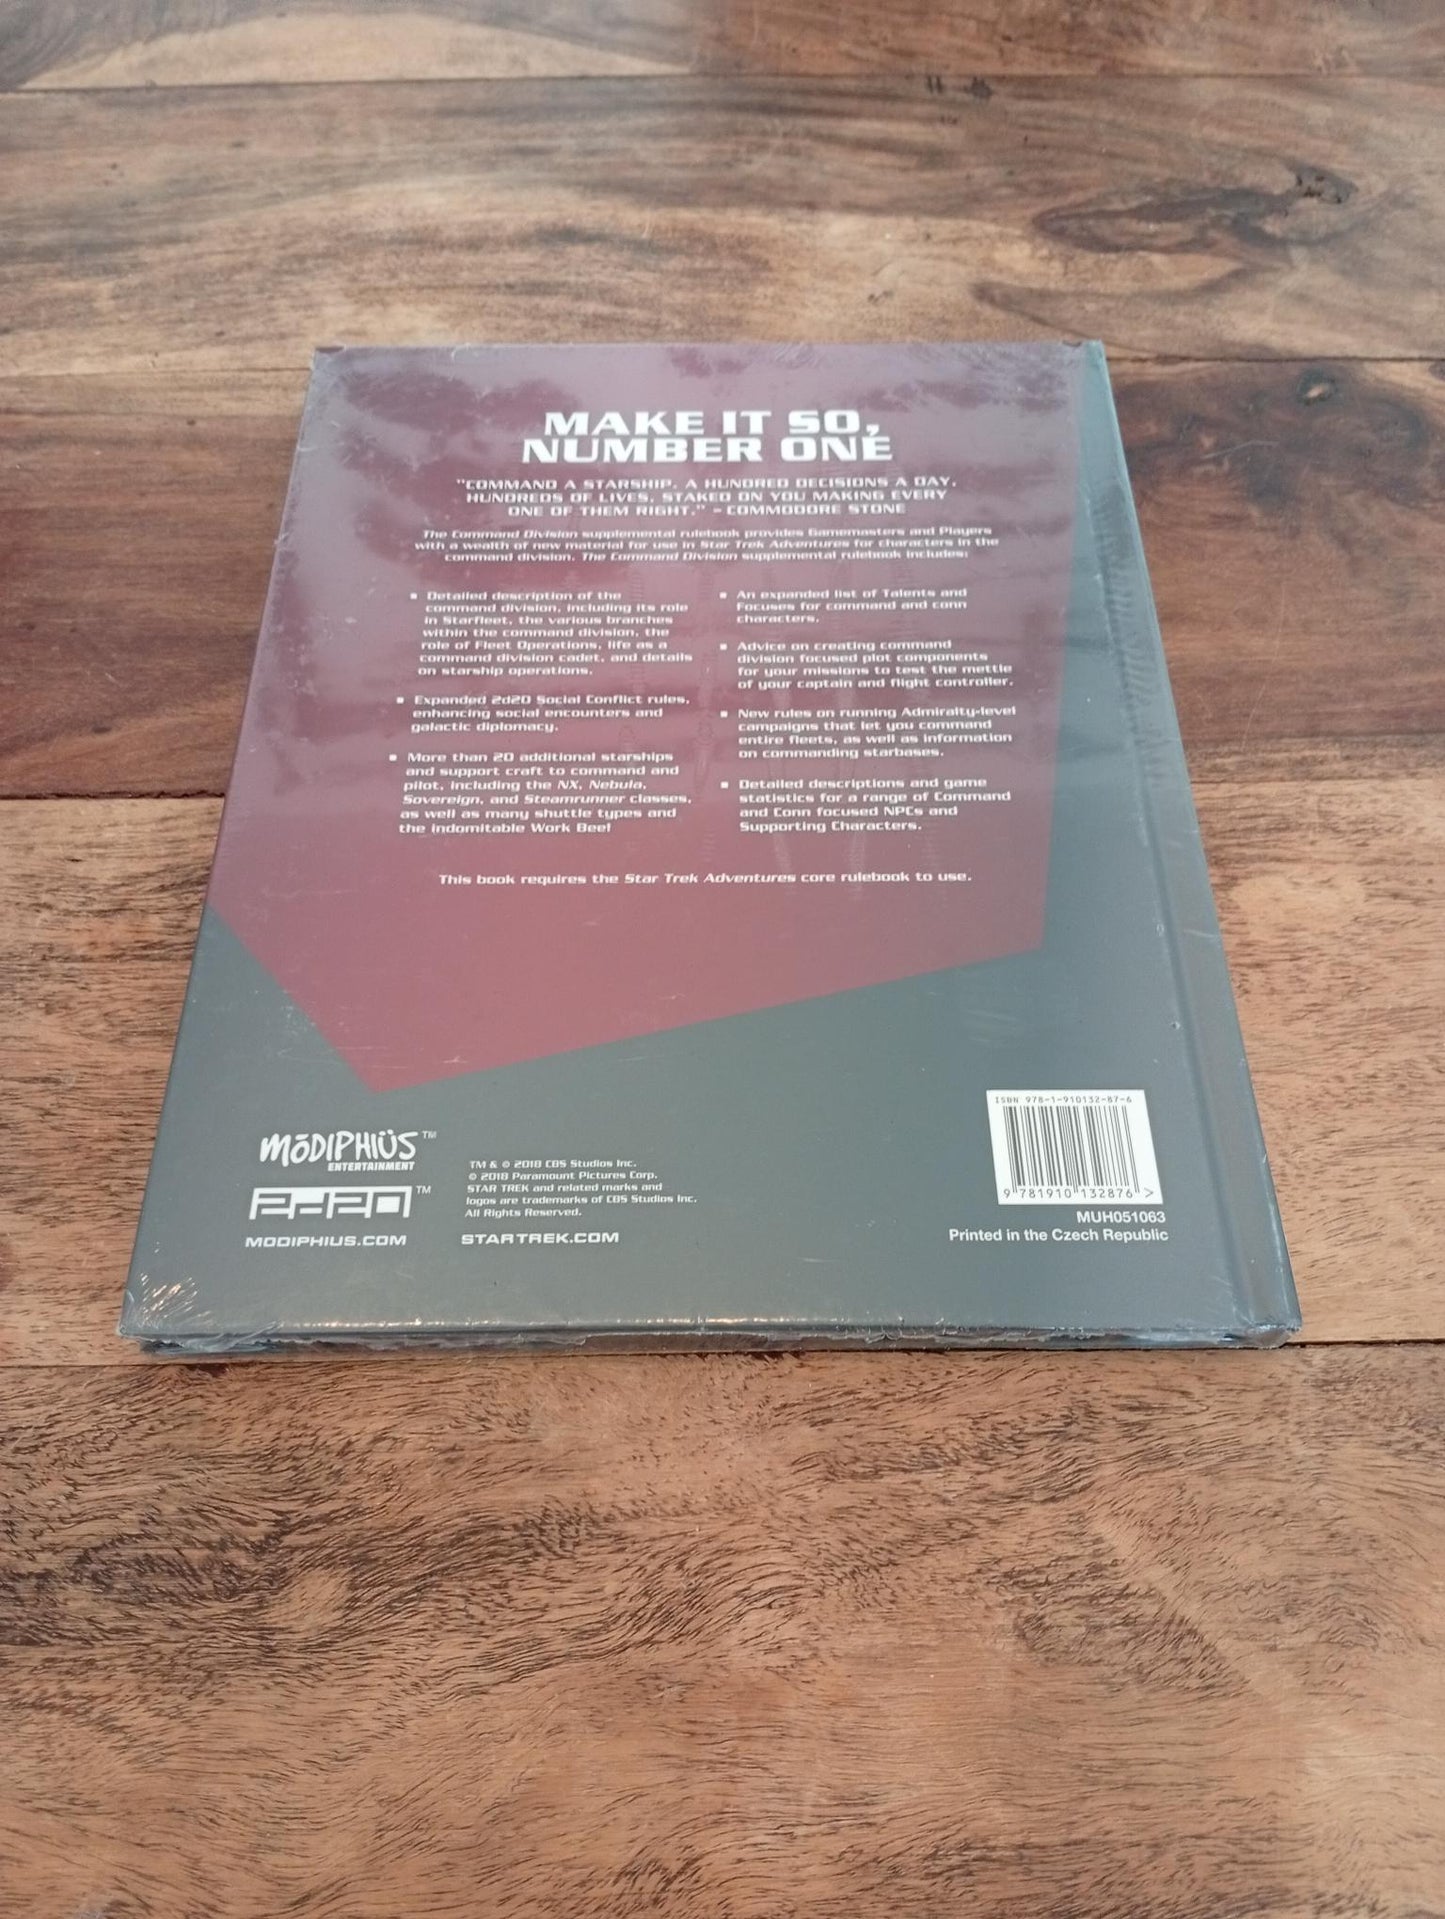 MAKE IT SO,
NUMBER ONE
"COMMAND A STARSHIP. A HUNDRED DECISIONS A DAY,
HUNDREDS OF LIVES, STAKED ON YOU MAKING EVERY
ONE OF THEM RIGHT." – COMMODORE STONE
The Command Division supplemental rulebook provides Gamemasters and Players
with a wealth of new material for use in Star Trek Adventures for characters in the
command division. The Command Division supplemental rulebook includes:
▪ Detailed description of the
command division, including its role
in Starfleet, the various branches
within the command division, the
role of Fleet Operations, life as a
command division cadet, and details
on starship operations.
▪ Expanded 2d20 Social Conflict rules,
enhancing social encounters and
galactic diplomacy.
▪ More than 20 additional starships
and support craft to command and
pilot, including the NX, Nebula,
Sovereign, and Steamrunner classes,
as well as many shuttle types and
the indomitable Work Bee!
▪ An expanded list of Talents and
Focuses for command and conn
characters.
▪ Advice on creating command
division focused plot components
for your missions to test the mettle
of your captain and flight controller.
▪ New rules on running Admiralty-level
campaigns that let you command
entire fleets, as well as information
on commanding starbases.
▪ Detailed descriptions and game
statistics for a range of Command
and Conn focused NPCs and
Supporting Characters.
This book requires the Star Trek Adventures core rulebook to use.
MŌDIPHIÜS™
ENTERTAINMENT
2d20™
MODIPHIUS.COM
TM & © 2018 CBS Studios Inc.
© 2018 Paramount Pictures Corp.
STAR TREK and related marks and
logos are trademarks of CBS Studios Inc.
All Rights Reserved.
STARTREK.COM
ISBN 978-1-910132-87-6
9 781910 132876 >
MUH051063
Printed in the Czech Republic